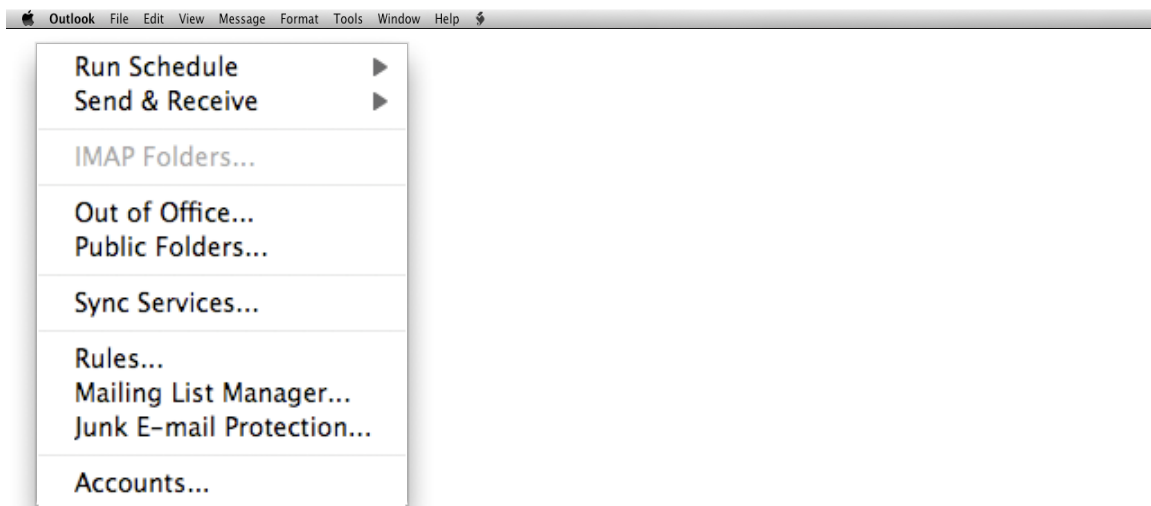 Outlook File Edit View Message Format Tools Window Help
Run Schedule
Send & Receive
IMAP Folders...
Out of Office...
Public Folders...
Sync Services...
Rules...
Mailing List Manager...
Junk E-mail Protection...
Accounts...